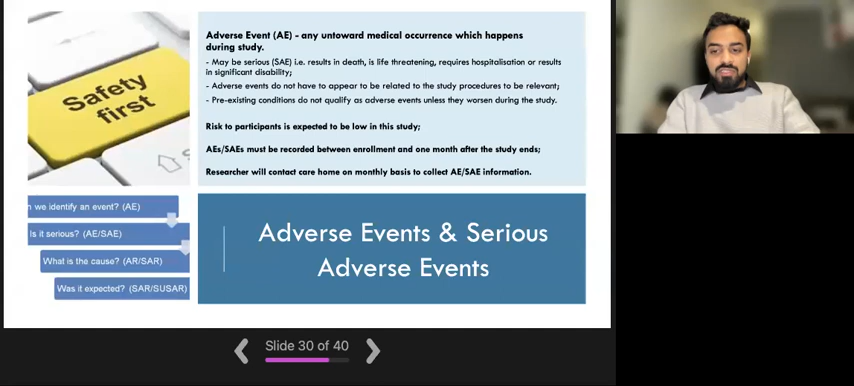 Safety
first
Adverse Event (AE) - any untoward medical occurrence which happens
during study.
- May be serious (SAE) i.e. results in death, is life threatening, requires hospitalisation or results
in significant disability;
- Adverse events do not have to appear to be related to the study procedures to be relevant;
- Pre-existing conditions do not qualify as adverse events unless they worsen during the study.
Risk to participants is expected to be low in this study;
AEs/SAEs must be recorded between enrollment and one month after the study ends;
Researcher will contact care home on monthly basis to collect AE/SAE information.
n we identify an event? (AE)
Is it serious? (AE/SAE)
What is the cause? (AR/SAR)
Was it expected? (SAR/SUSAR)
Adverse Events & Serious
Adverse Events
Slide 30 of 40